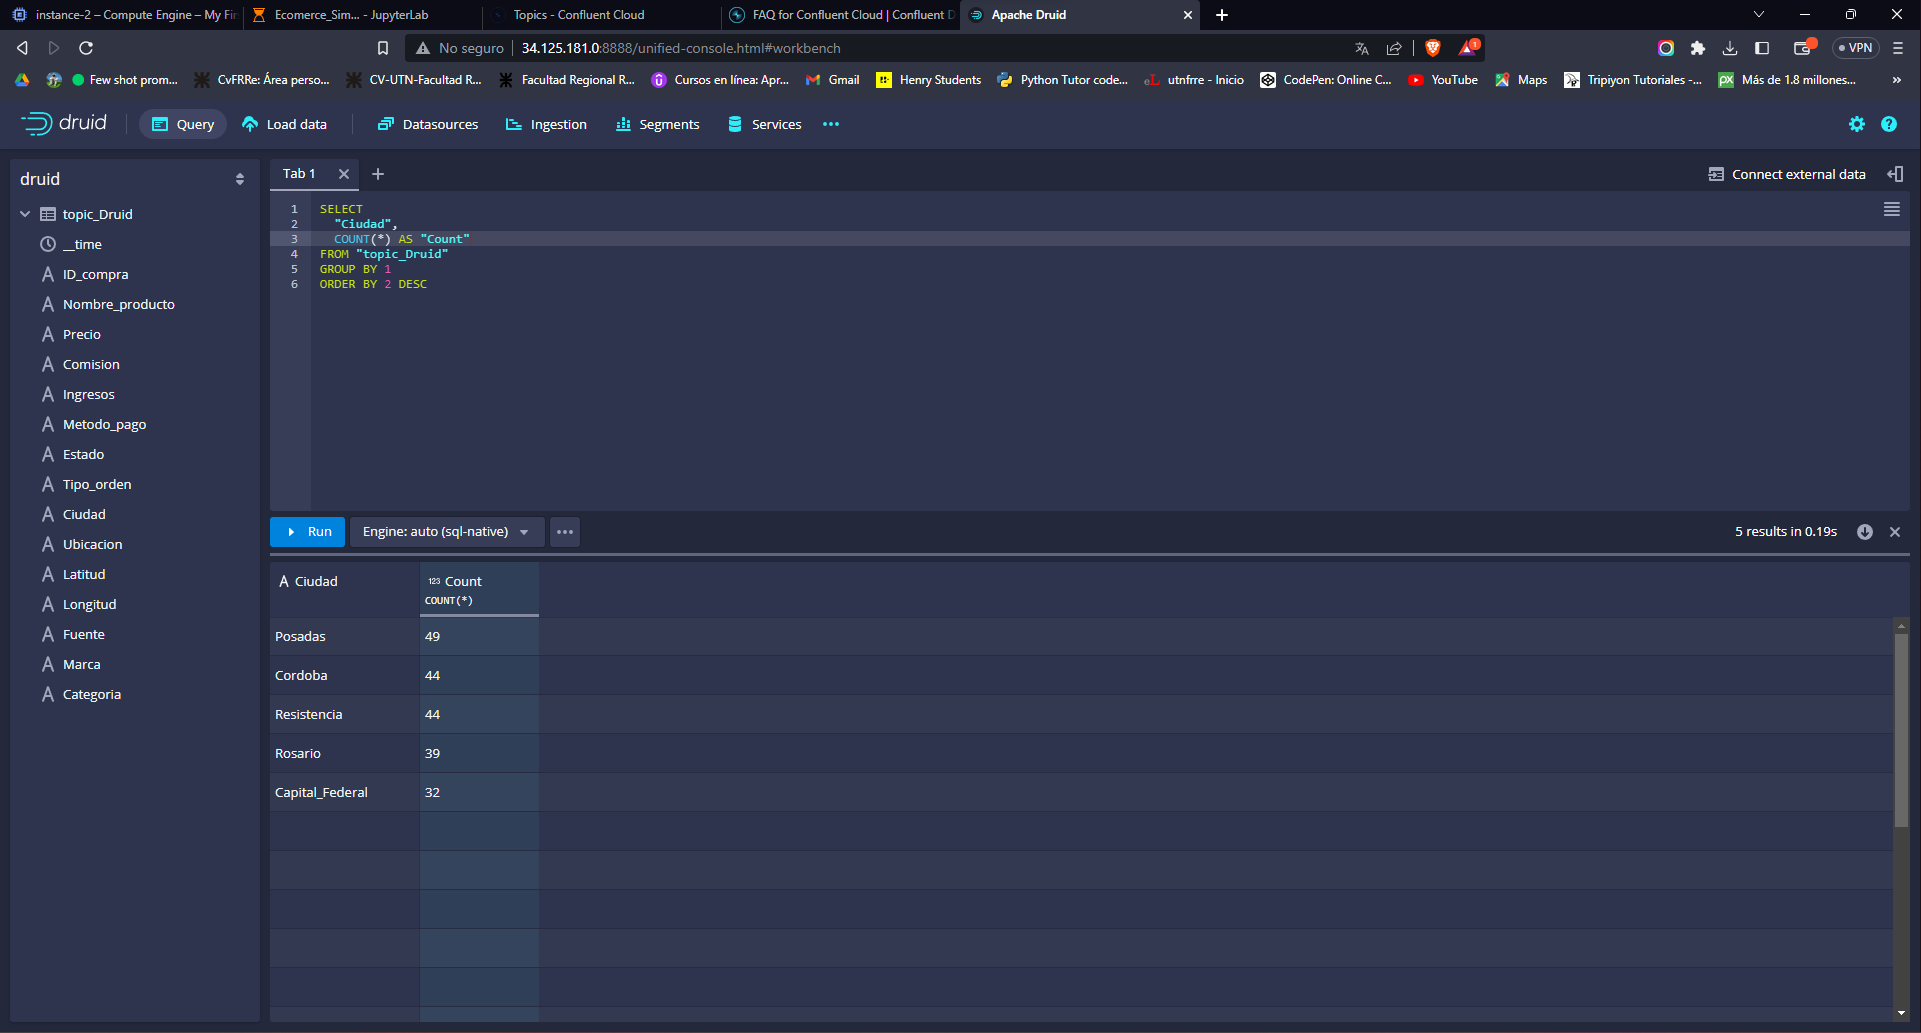 instance-2 – Compute Engine – My Fir
Ecomerce_Sim... - JupyterLab
Topics - Confluent Cloud
FAQ for Confluent Cloud | Confluent D
Apache Druid
No seguro
34.125.181.0:8888/unified-console.html#workbench
1
VPN
Few shot prom...
CvFRRe: Área perso...
CV-UTN-Facultad R...
Facultad Regional R...
Cursos en línea: Apr...
Gmail
Henry Students
Python Tutor code...
utnfrre - Inicio
CodePen: Online C...
YouTube
Maps
Tripiyon Tutoriales -...
Más de 1.8 millones...
»
druid
Query
Load data
Datasources
Ingestion
Segments
Services
druid
topic_Druid
__time
ID_compra
Nombre_producto
Precio
Comision
Ingresos
Metodo_pago
Estado
Tipo_orden
Ciudad
Ubicacion
Latitud
Longitud
Fuente
Marca
Categoria
Tab 1
Connect external data
1 SELECT
2 "Ciudad",
3 COUNT(*) AS "Count"
4 FROM "topic_Druid"
5 GROUP BY 1
6 ORDER BY 2 DESC
Run
Engine: auto (sql-native)
5 results in 0.19s
Ciudad
123 Count
COUNT(*)
Posadas 49
Cordoba 44
Resistencia 44
Rosario 39
Capital_Federal 32